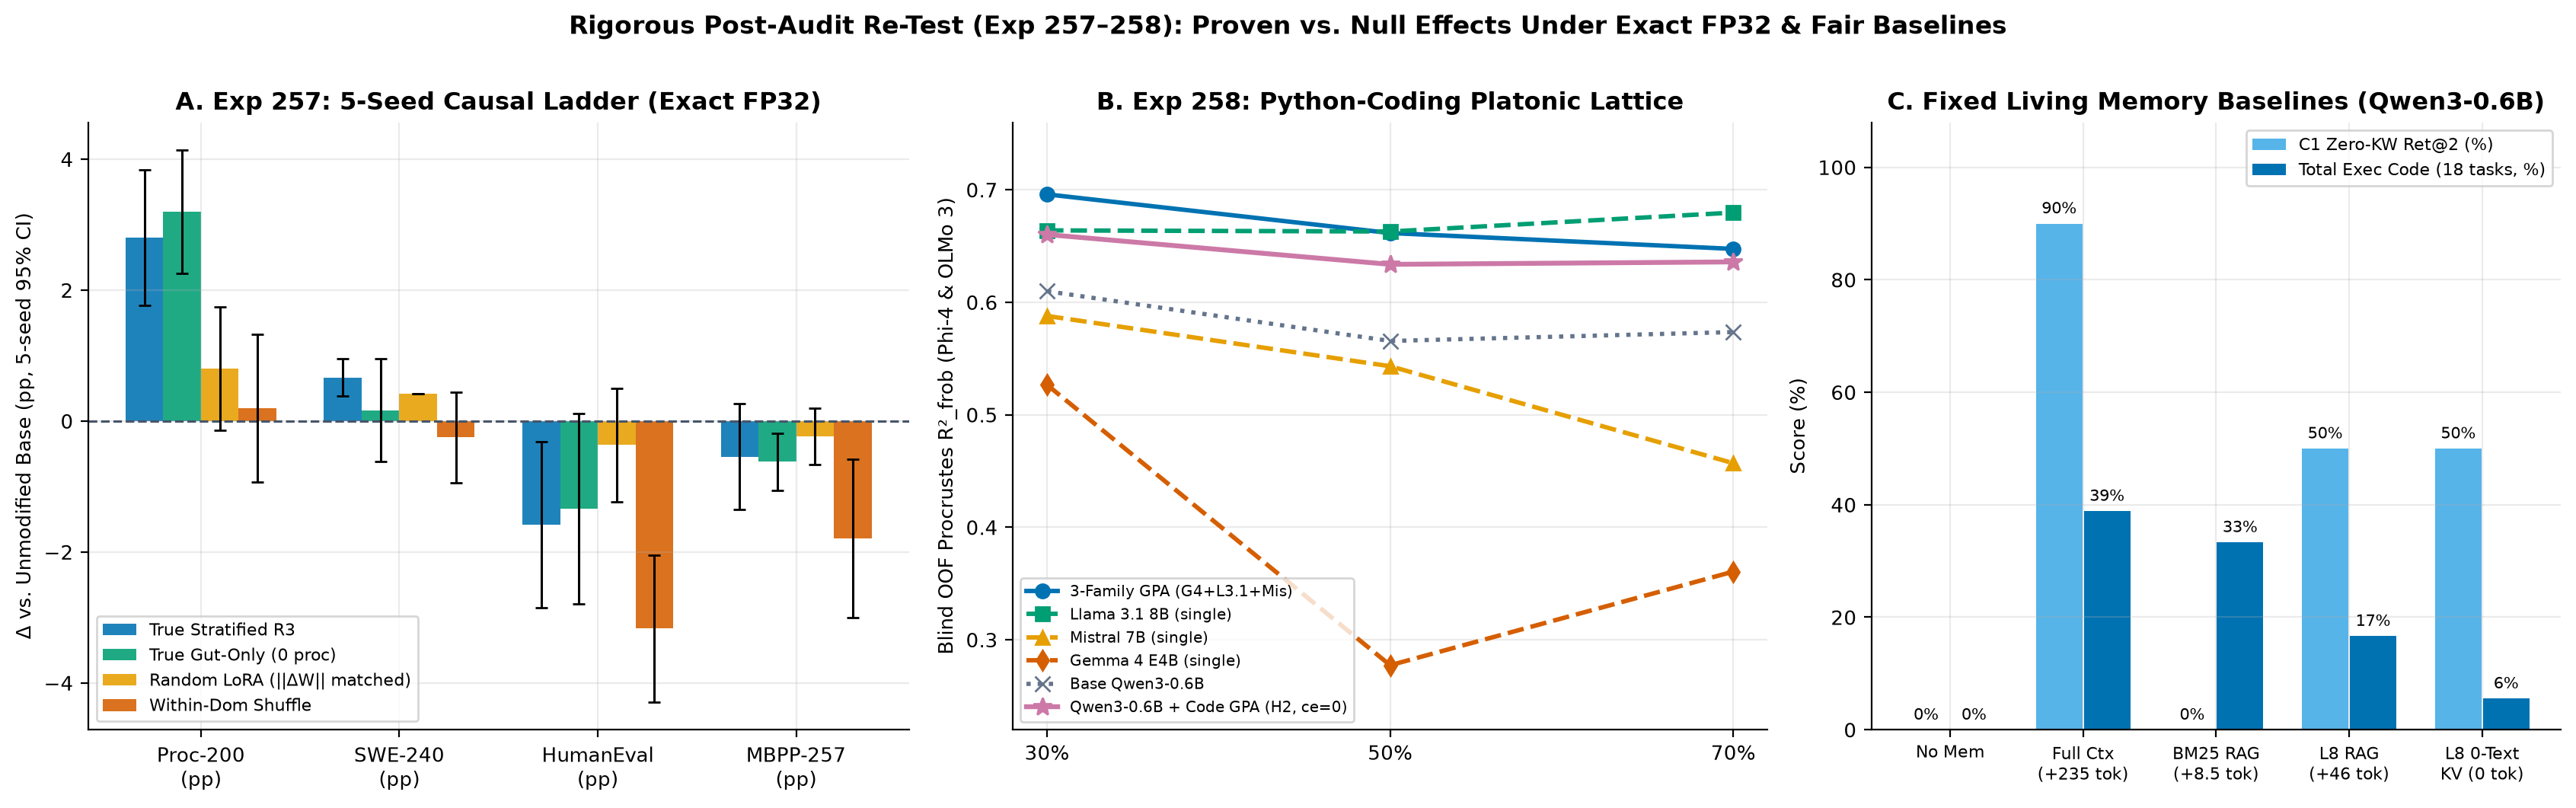 Rigorous Post-Audit Re-Test (Exp 257–258): Proven vs. Null Effects Under Exact FP32 & Fair Baselines
A. Exp 257: 5-Seed Causal Ladder (Exact FP32)
Δ vs. Unmodified Base (pp, 5-seed 95% CI)
4
2
0
−2
−4
True Stratified R3
True Gut-Only (0 proc)
Random LoRA (||ΔW|| matched)
Within-Dom Shuffle
Proc-200
(pp)
SWE-240
(pp)
HumanEval
(pp)
MBPP-257
(pp)
B. Exp 258: Python-Coding Platonic Lattice
Blind OOF Procrustes R²_frob (Phi-4 & OLMo 3)
0.7
0.6
0.5
0.4
0.3
3-Family GPA (G4+L3.1+Mis)
Llama 3.1 8B (single)
Mistral 7B (single)
Gemma 4 E4B (single)
Base Qwen3-0.6B
Qwen3-0.6B + Code GPA (H2, ce=0)
30%
50%
70%
C. Fixed Living Memory Baselines (Qwen3-0.6B)
Score (%)
100
80
60
40
20
0
C1 Zero-KW Ret@2 (%)
Total Exec Code (18 tasks, %)
0%
0%
90%
39%
0%
33%
50%
17%
50%
6%
No Mem
Full Ctx
(+235 tok)
BM25 RAG
(+8.5 tok)
L8 RAG
(+46 tok)
L8 0-Text
KV (0 tok)